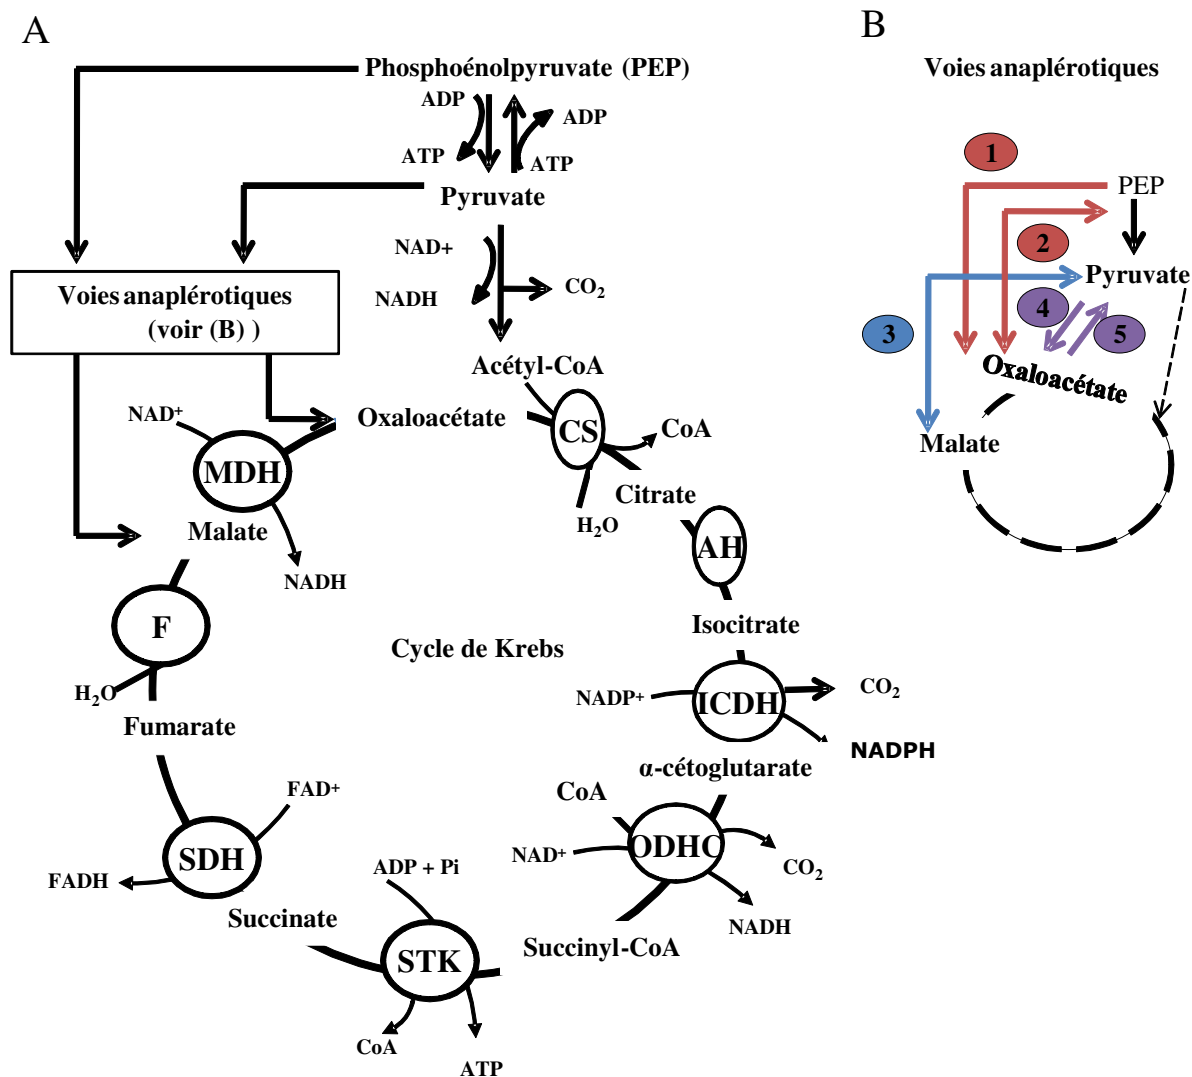 A
Phosphoénolpyruvate (PEP)
ADP
ADP
ATP
ATP
Pyruvate
NAD+
NADH
CO2
Voies anaplérotiques
(voir (B) )
Acétyl-CoA
NAD+
Oxaloacétate
CS
CoA
MDH
Citrate
H2O
Malate
AH
NADH
F
Isocitrate
Cycle de Krebs
H2O
NADP+
ICDH
CO2
Fumarate
NADPH
α-cétoglutarate
CoA
FAD+
NAD+
ODHC
CO2
SDH
ADP + Pi
FADH
Succinate
NADH
Succinyl-CoA
STK
CoA
ATP
B
Voies anaplérotiques
1
PEP
2
Pyruvate
4
3
5
Oxaloacétate
Malate